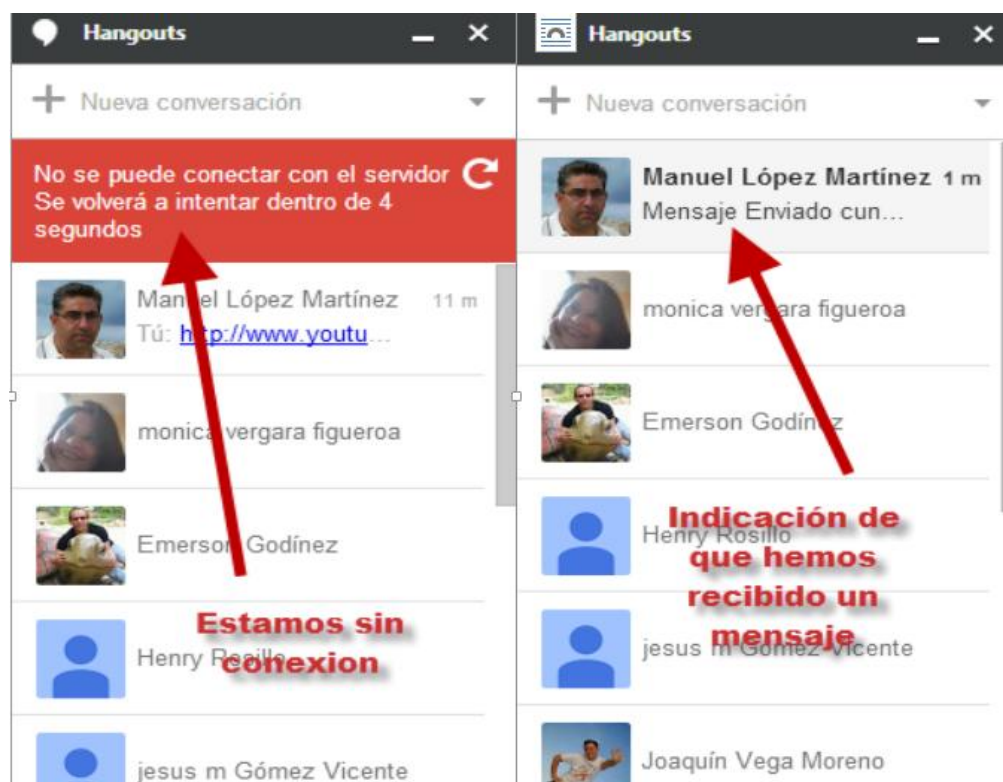 Hangouts
Nueva conversación
No se puede conectar con el servidor
Se volverá a intentar dentro de 4
segundos
Manuel López Martínez 11 m
Tú: http://www.youtu...
monica vergara figueroa
Emerson Godínez
Henry Rosillo
Estamos sin
conexion
jesus m Gómez Vicente
Hangouts
Nueva conversación
Manuel López Martínez 1 m
Mensaje Enviado cun...
monica vergara figueroa
Emerson Godínez
Henry Rosillo
Indicación de
que hemos
recibido un
mensaje
jesus m Gómez Vicente
Joaquín Vega Moreno